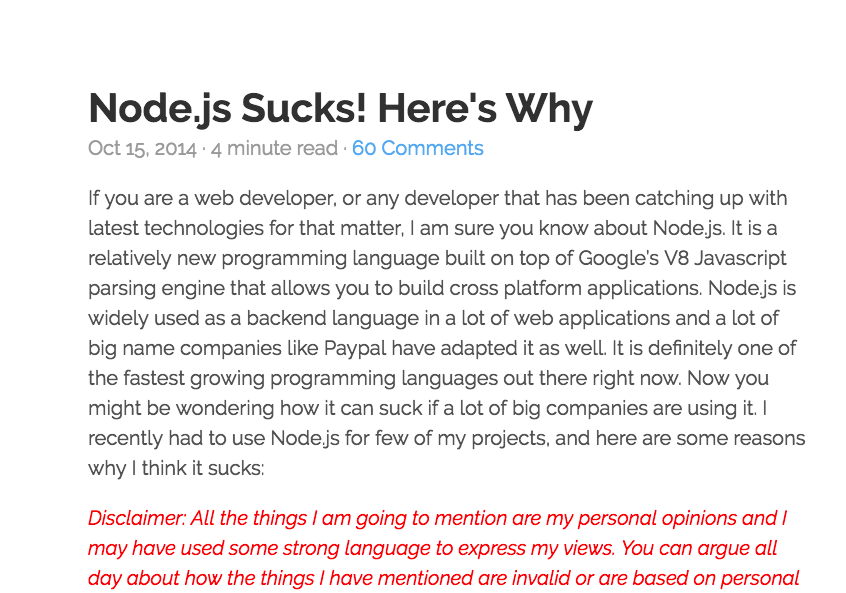 Node.js Sucks! Here's Why
Oct 15, 2014 · 4 minute read · 60 Comments
If you are a web developer, or any developer that has been catching up with
latest technologies for that matter, I am sure you know about Node.js. It is a
relatively new programming language built on top of Google's V8 Javascript
parsing engine that allows you to build cross platform applications. Node.js is
widely used as a backend language in a lot of web applications and a lot of
big name companies like Paypal have adapted it as well. It is definitely one of
the fastest growing programming languages out there right now. Now you
might be wondering how it can suck if a lot of big companies are using it. I
recently had to use Node.js for few of my projects, and here are some reasons
why I think it sucks:
Disclaimer: All the things I am going to mention are my personal opinions and I
may have used some strong language to express my views. You can argue all
day about how the things I have mentioned are invalid or are based on personal